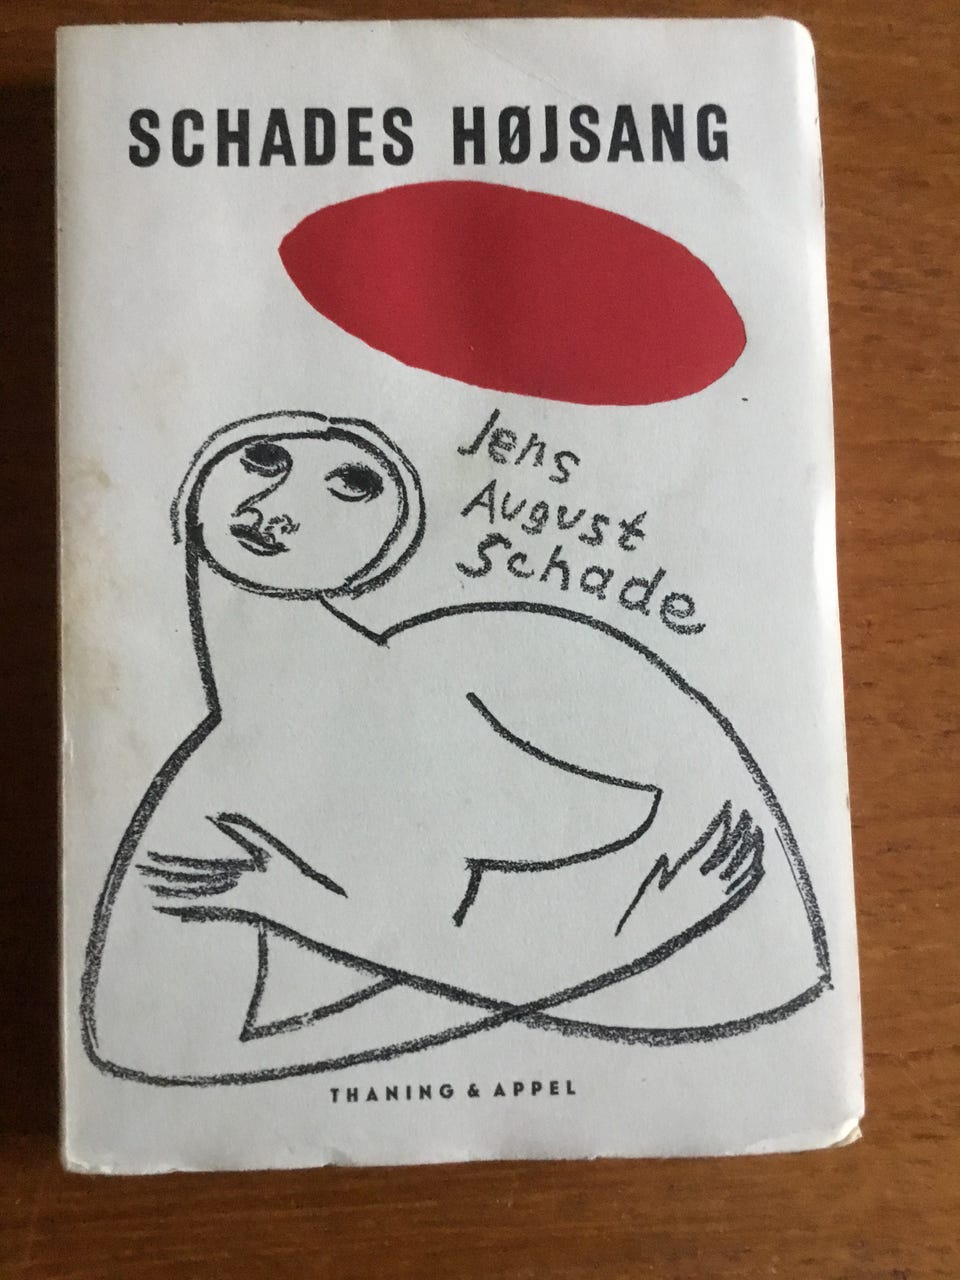 SCHADES HØJSANG
Jens
August
Schade
THANING & APPEL